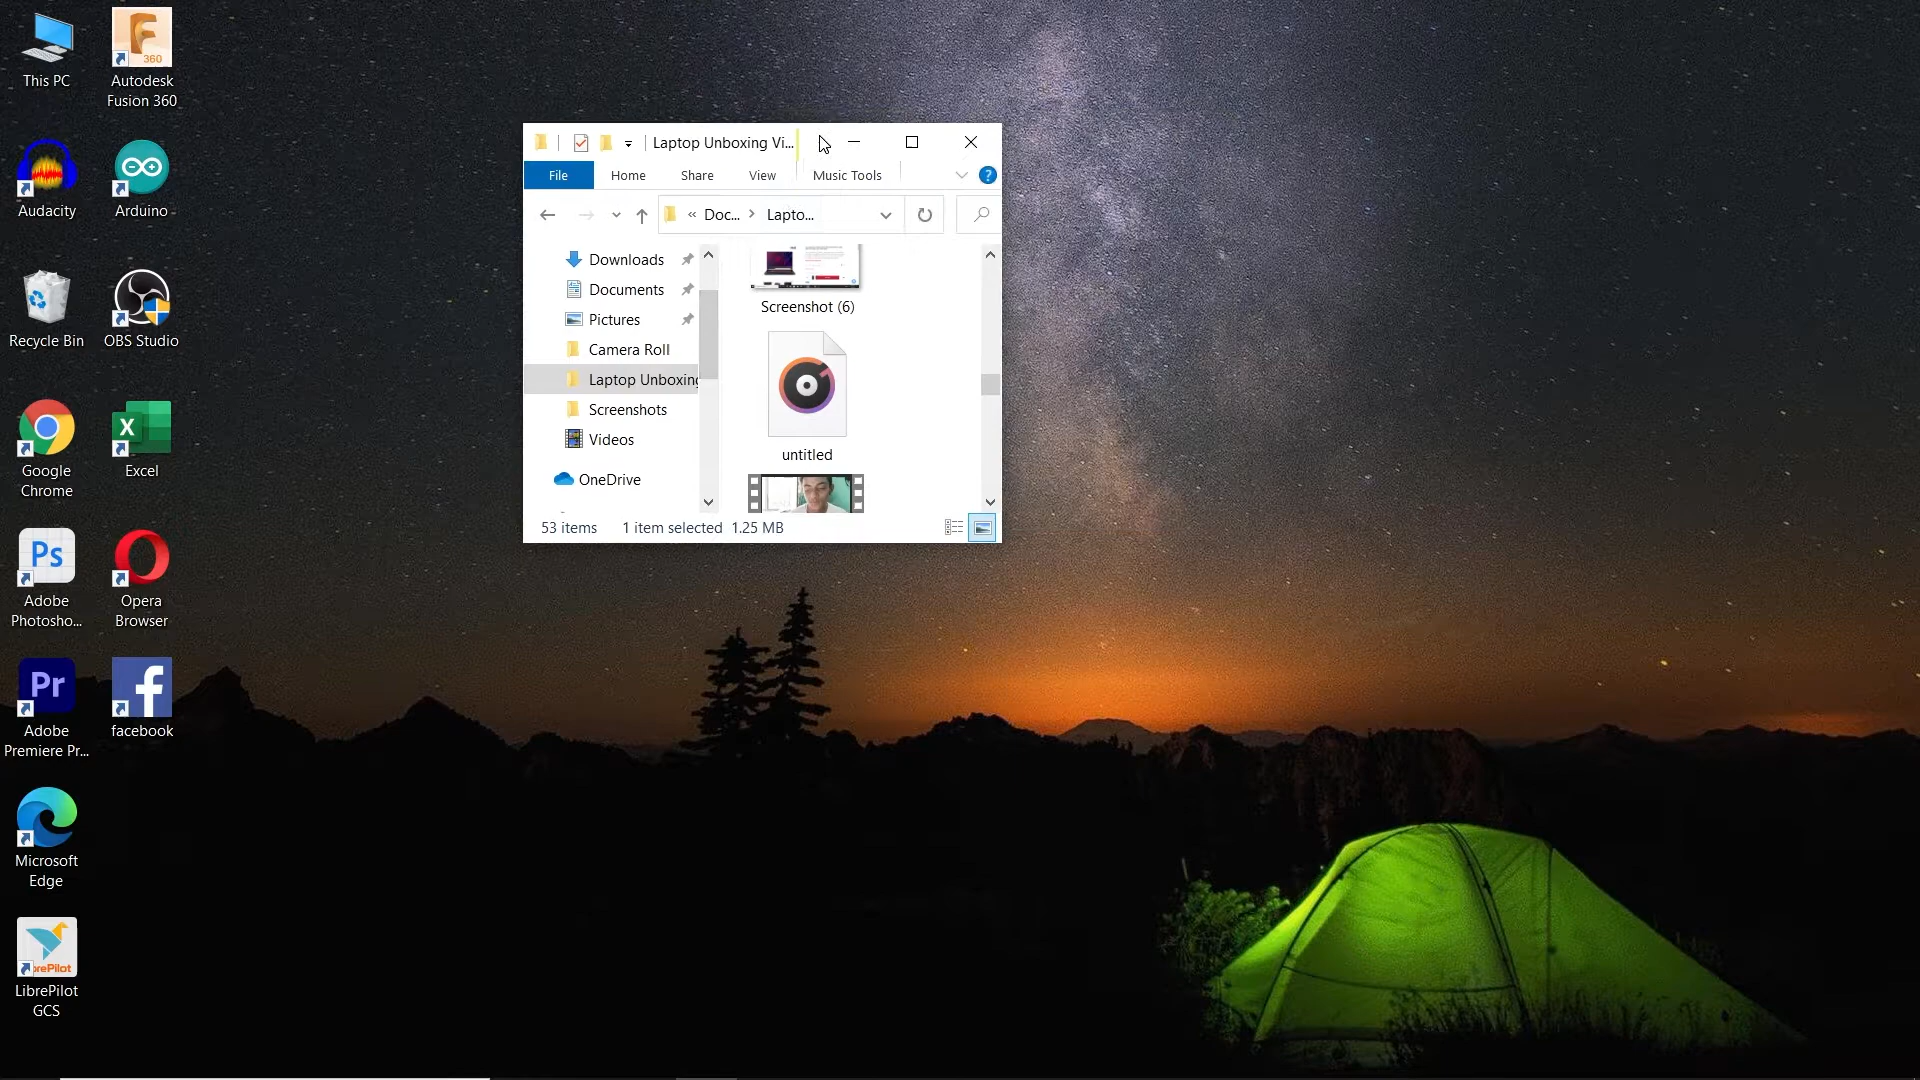 This PC
Autodesk
Fusion 360
360
Audacity
Arduino
Recycle Bin
OBS Studio
Google
Chrome
X
Excel
Ps
Adobe
Photosho...
Opera
Browser
Pr
Adobe
Premiere Pr...
f
facebook
Microsoft
Edge
LibrePilot
GCS
Laptop Unboxing Vi...
File
Home
Share
View
Music Tools
?
« Doc... > Lapto...
Downloads
Documents
Pictures
Camera Roll
Laptop Unboxing
Screenshots
Videos
OneDrive
Screenshot (6)
untitled
53 items
1 item selected 1.25 MB